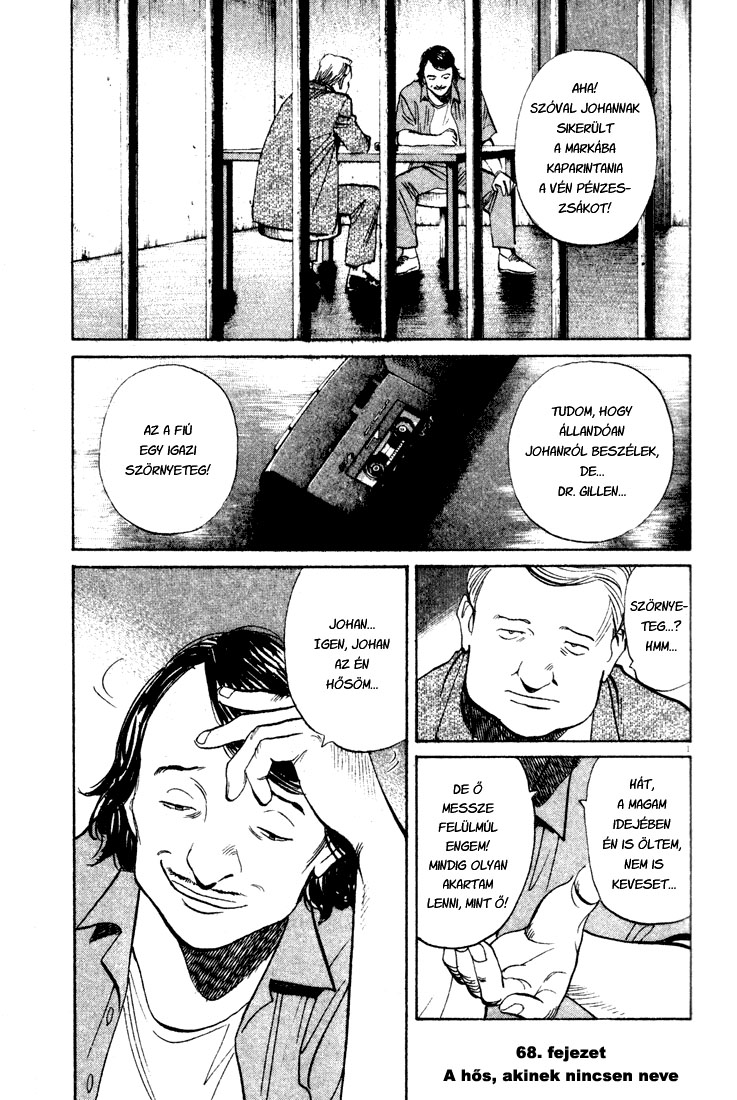 AHA!
SZÓVAL JOHANNAK
SIKERÜLT
A MARKÁBA
KAPARINTANIA
A VÉN PÉNZES-
ZSÁKOT!
TUDOM, HOGY
ÁLLANDÓAN
JOHANRÓL BESZÉLEK,
DE...
DR. GILLEN...
AZ A FIÚ
EGY IGAZI
SZÖRNYETEG!
SZÖRNYE-
TEG...?
HMM...
1
HÁT,
A MAGAM
IDEJÉBEN
ÉN IS ÖLTEM,
NEM IS
KEVESET...
DE Ő
MESSZE
FELÜLMÚL
ENGEM!
MINDIG OLYAN
AKARTAM
LENNI, MINT Ő!
JOHAN...
IGEN, JOHAN
AZ ÉN
HŐSÖM...
68. fejezet
A hős, akinek nincsen neve